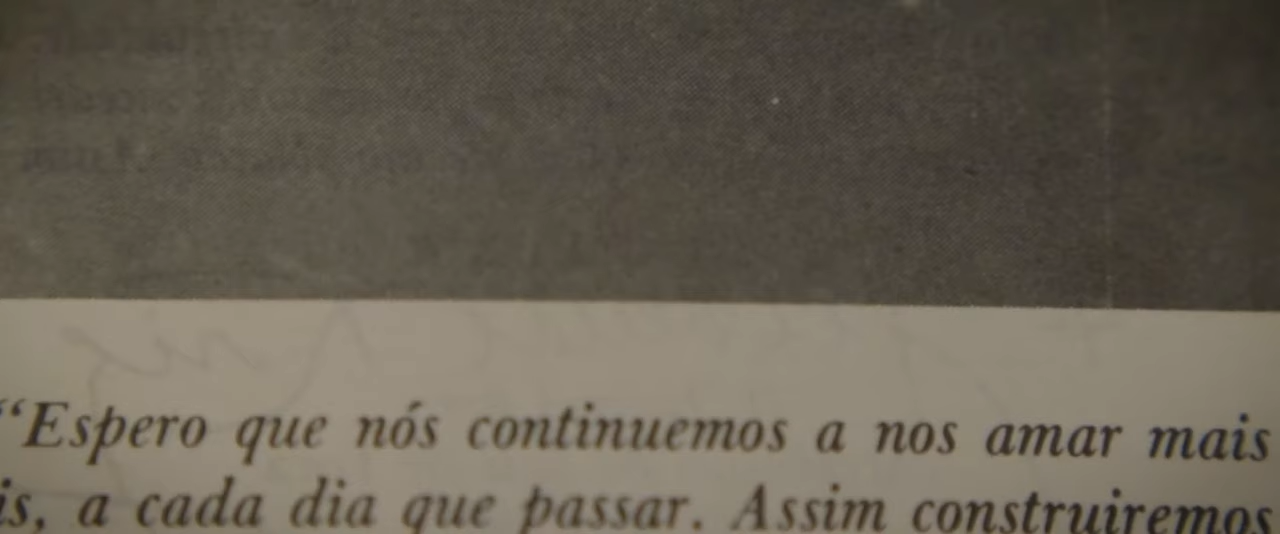 “Espero que nós continuemos a nos amar mais
is, a cada dia que passar. Assim construiremos